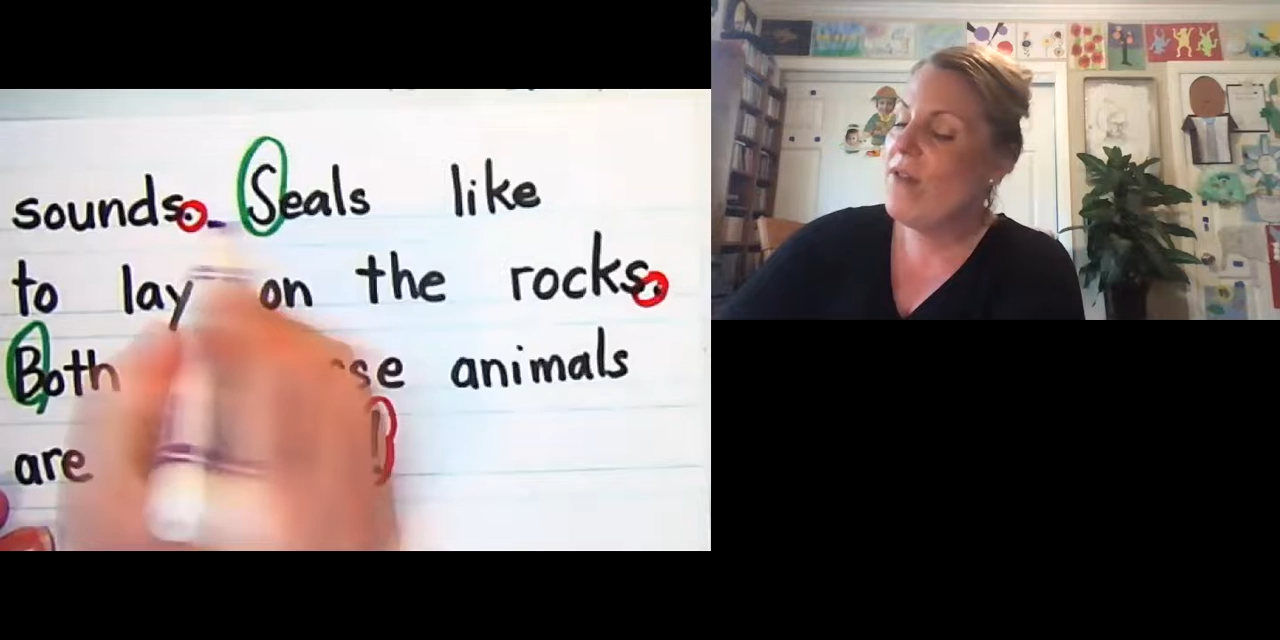 sounds. Seals like
to lay on the rocks.
Both animals
are !